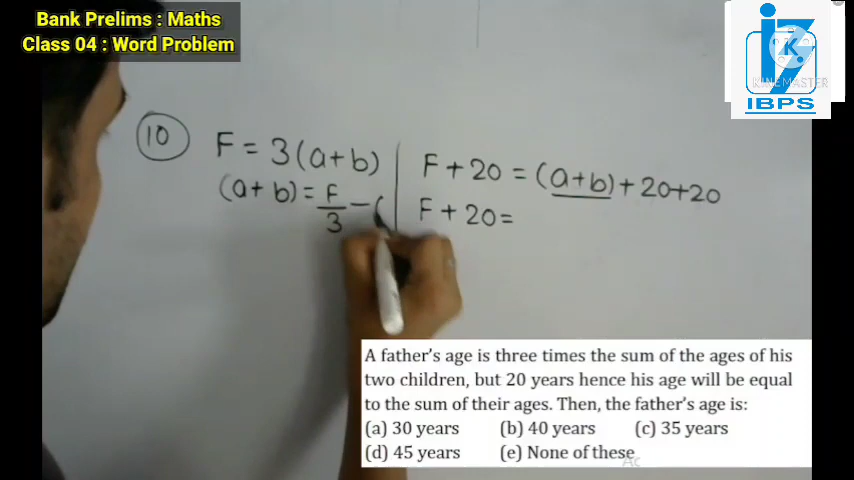 Bank Prelims : Maths
Class 04 : Word Problem
K
KINEMASTER
IBPS
10
F = 3(a+b)
(a+b) = F/3 - (
F + 20 = (a+b) + 20+20
F + 20 =
A father's age is three times the sum of the ages of his
two children, but 20 years hence his age will be equal
to the sum of their ages. Then, the father's age is:
(a) 30 years (b) 40 years (c) 35 years
(d) 45 years (e) None of these
Ac